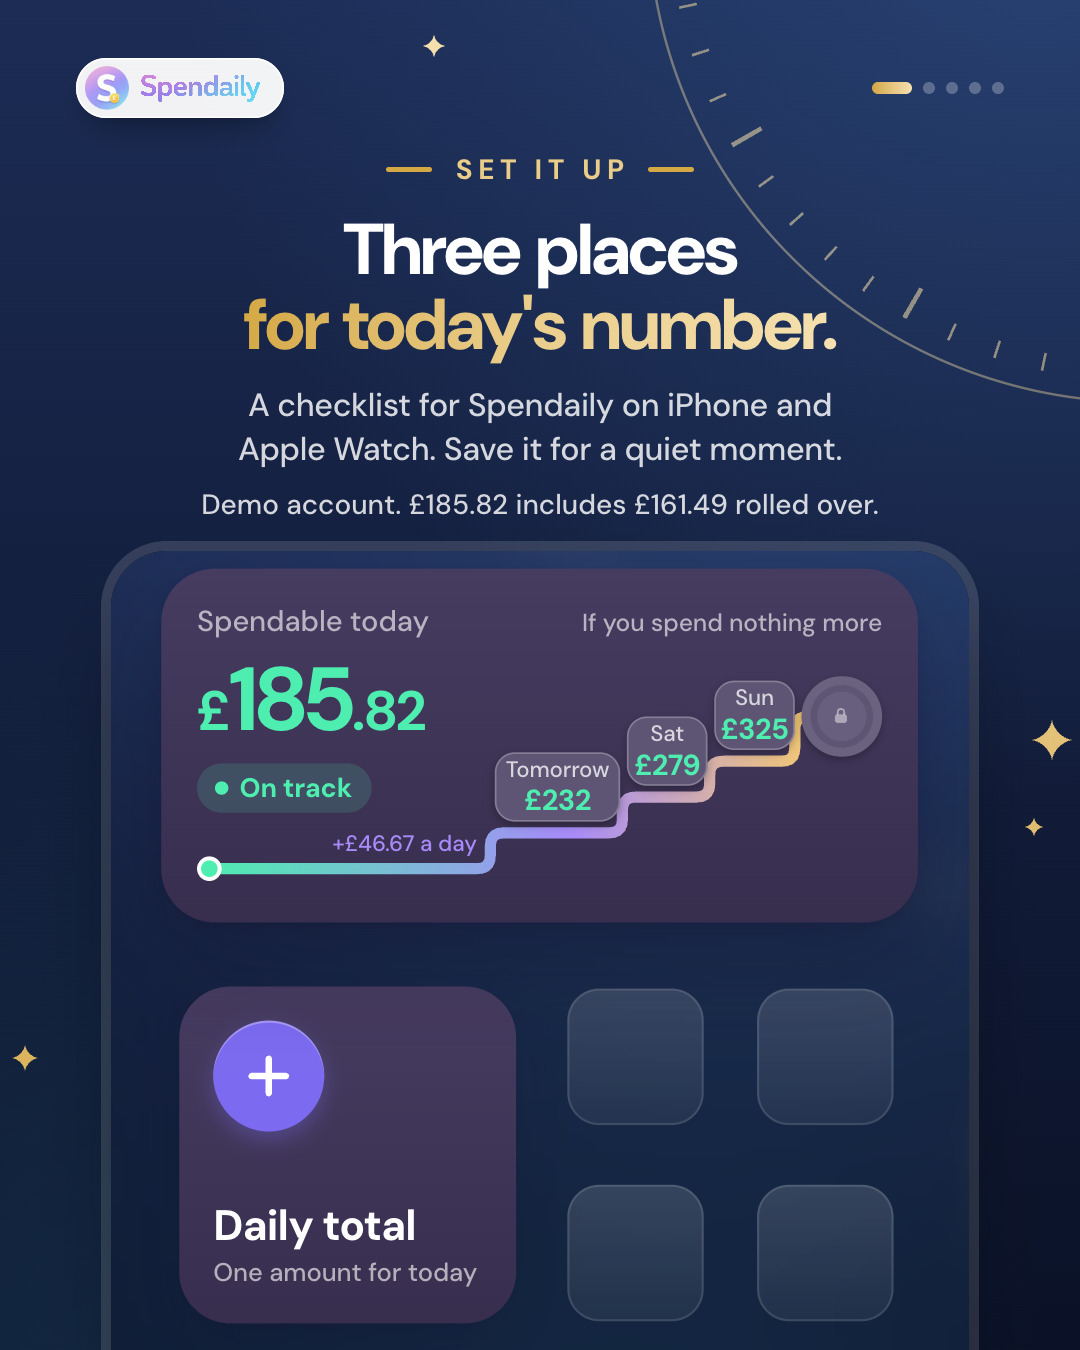 Spendaily
SET IT UP
Three places
for today's number.
A checklist for Spendaily on iPhone and
Apple Watch. Save it for a quiet moment.
Demo account. £185.82 includes £161.49 rolled over.
Spendable today
If you spend nothing more
£185.82
On track
+£46.67 a day
Tomorrow
£232
Sat
£279
Sun
£325
Daily total
One amount for today